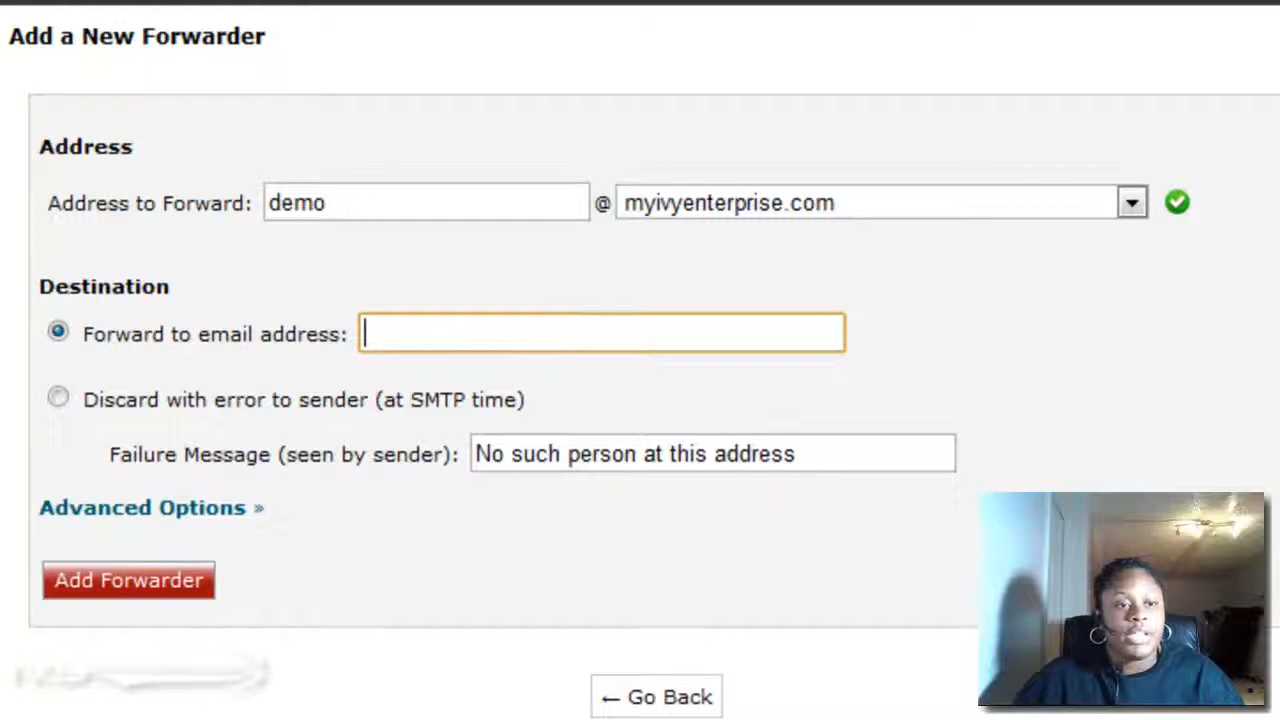 Add a New Forwarder
Address
Address to Forward: demo @ myivyenterprise.com
Destination
Forward to email address:
Discard with error to sender (at SMTP time)
Failure Message (seen by sender): No such person at this address
Advanced Options »
Add Forwarder
← Go Back